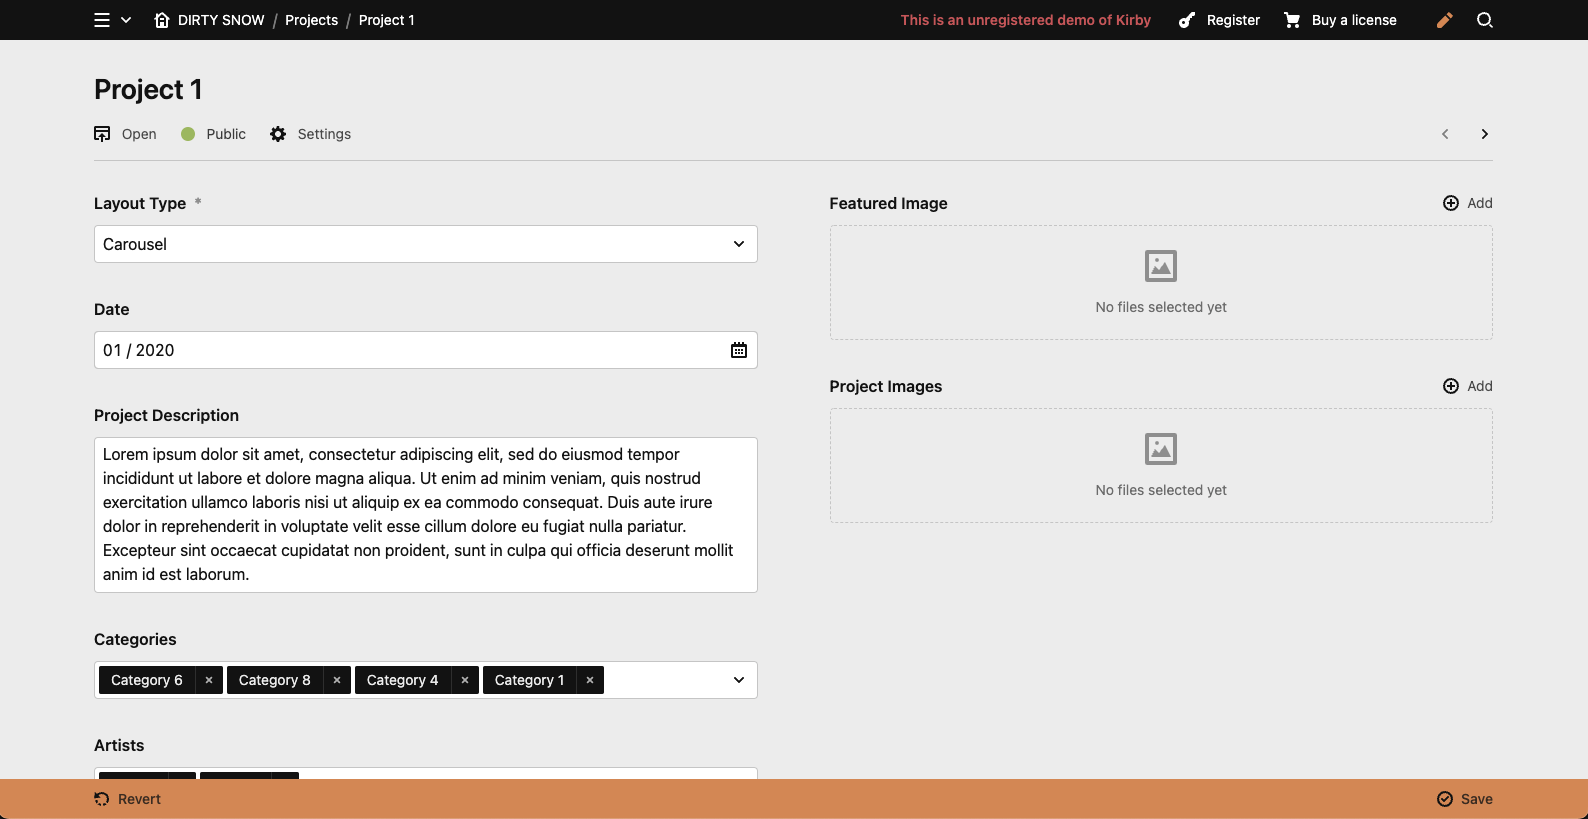 DIRTY SNOW / Projects / Project 1
This is an unregistered demo of Kirby
Register
Buy a license
Project 1
Open
Public
Settings
Layout Type *
Carousel
Date
01 / 2020
Project Description
Lorem ipsum dolor sit amet, consectetur adipiscing elit, sed do eiusmod tempor
incididunt ut labore et dolore magna aliqua. Ut enim ad minim veniam, quis nostrud
exercitation ullamco laboris nisi ut aliquip ex ea commodo consequat. Duis aute irure
dolor in reprehenderit in voluptate velit esse cillum dolore eu fugiat nulla pariatur.
Excepteur sint occaecat cupidatat non proident, sunt in culpa qui officia deserunt mollit
anim id est laborum.
Categories
Category 6 × Category 8 × Category 4 × Category 1 ×
Artists
Featured Image
Add
No files selected yet
Project Images
Add
No files selected yet
Revert
Save